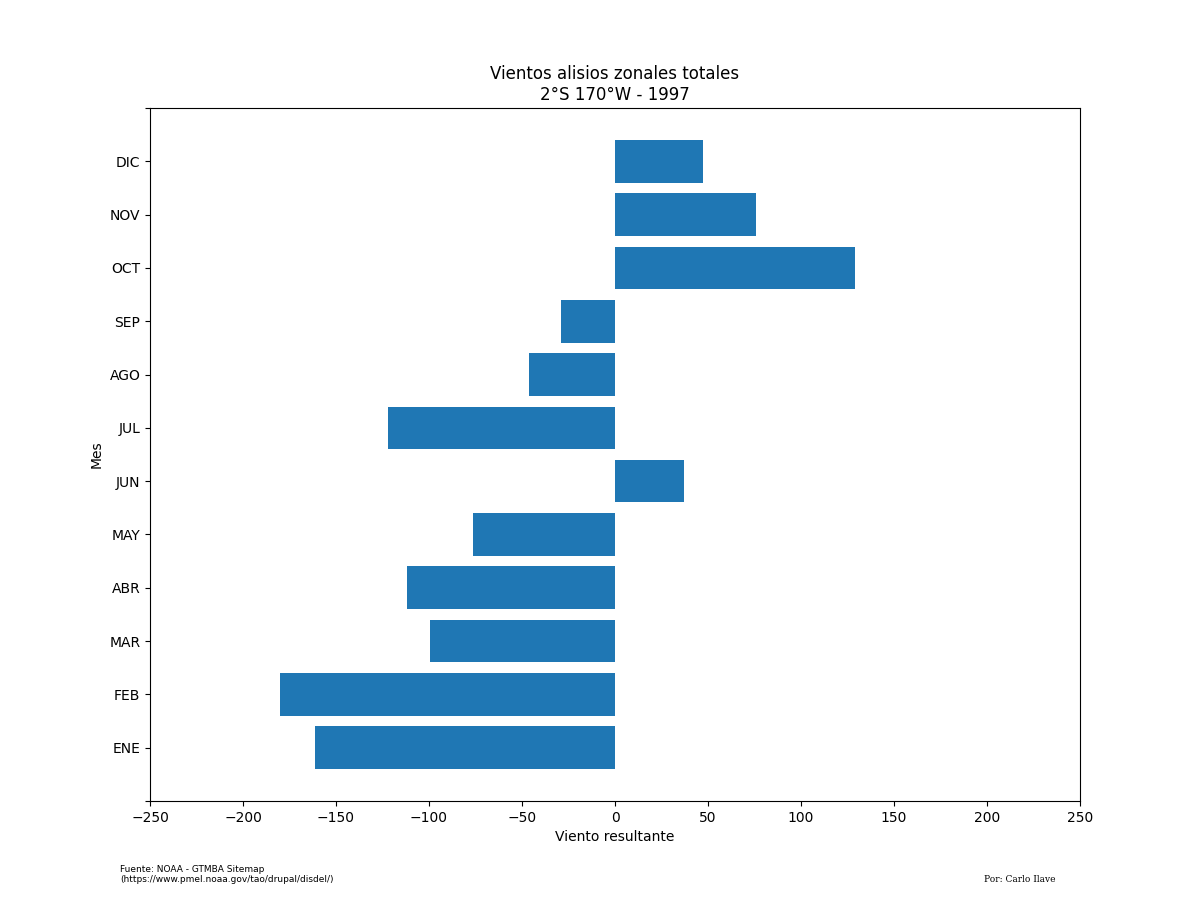 Vientos alisios zonales totales
2°S 170°W - 1997
DIC
NOV
OCT
SEP
AGO
JUL
JUN
MAY
ABR
MAR
FEB
ENE
Mes
−250 −200 −150 −100 −50 0 50 100 150 200 250
Viento resultante
Fuente: NOAA - GTMBA Sitemap
(https://www.pmel.noaa.gov/tao/drupal/disdel/)
Por: Carlo Ilave